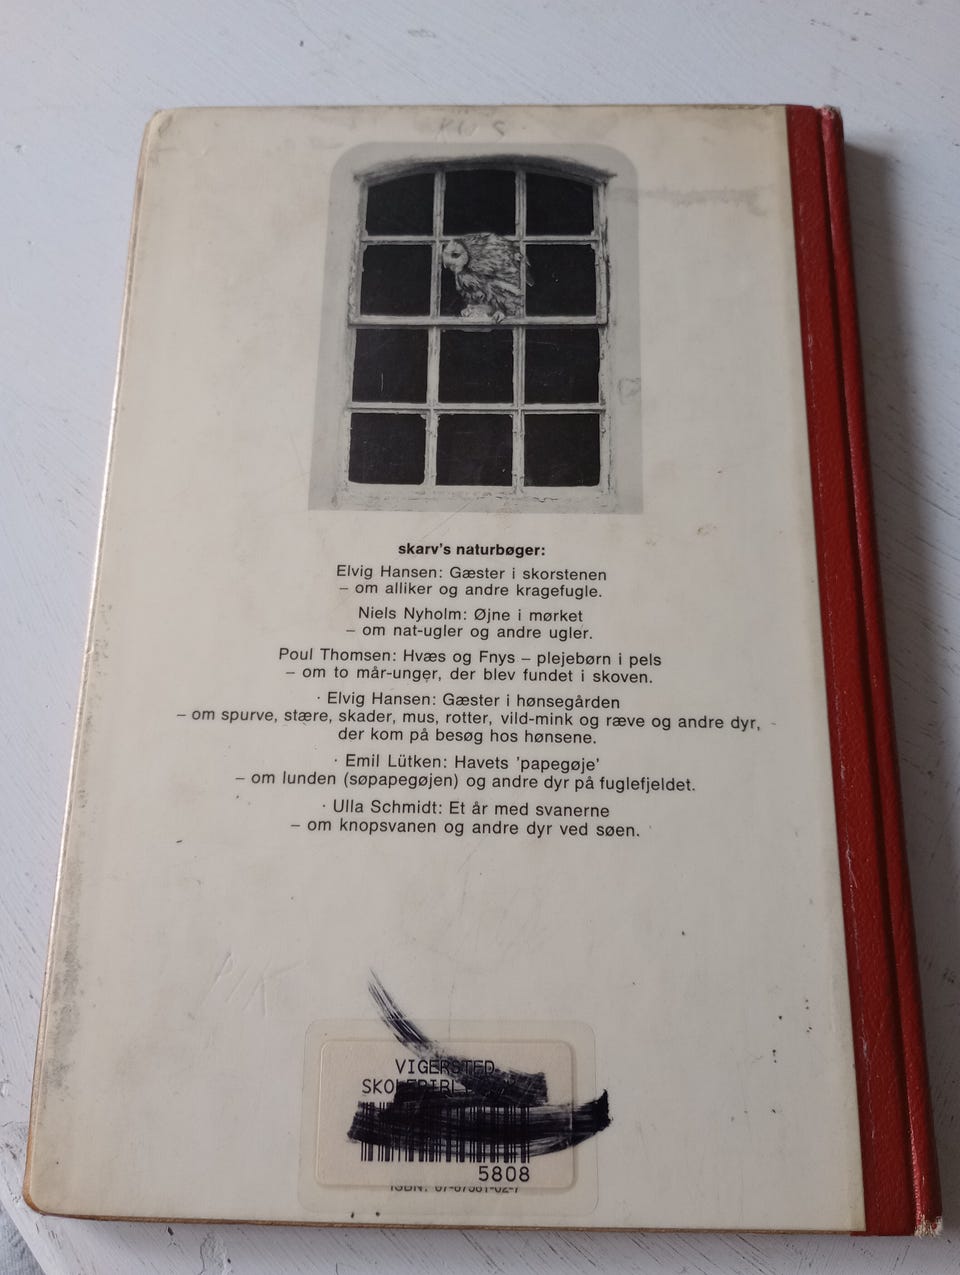 skarv's naturbøger:
Elvig Hansen: Gæster i skorstenen
– om alliker og andre kragefugle.
Niels Nyholm: Øjne i mørket
– om nat-ugler og andre ugler.
Poul Thomsen: Hvæs og Fnys – plejebørn i pels
– om to mår-unger, der blev fundet i skoven.
· Elvig Hansen: Gæster i hønsegården
– om spurve, stære, skader, mus, rotter, vild-mink og ræve og andre dyr,
der kom på besøg hos hønsene.
· Emil Lütken: Havets 'papegøje'
– om lunden (søpapegøjen) og andre dyr på fuglefjeldet.
· Ulla Schmidt: Et år med svanerne
– om knopsvanen og andre dyr ved søen.
VIGERSTED
5808
ISBN: